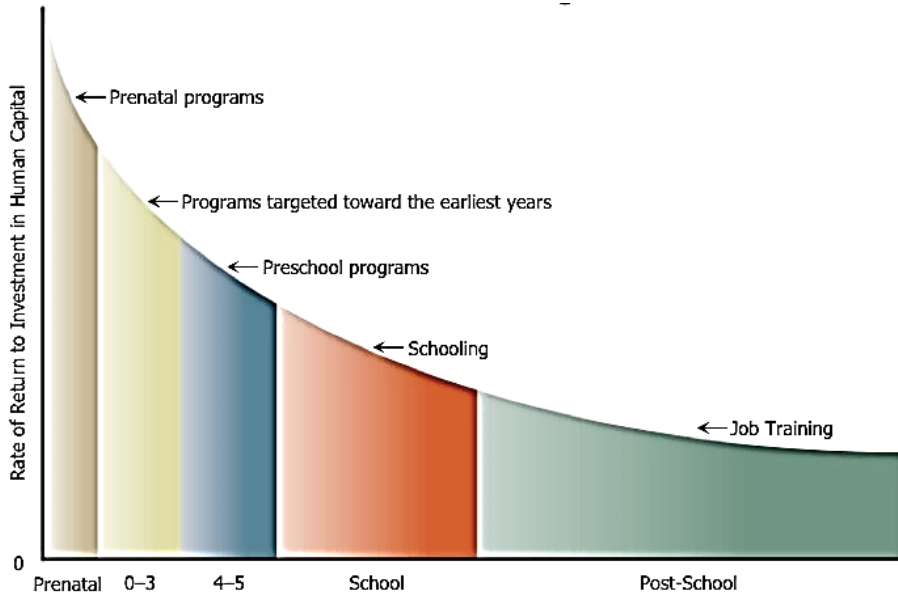 Rate of Return to Investment in Human Capital
Prenatal programs
Programs targeted toward the earliest years
Preschool programs
Schooling
Job Training
0
Prenatal
0–3
4–5
School
Post-School